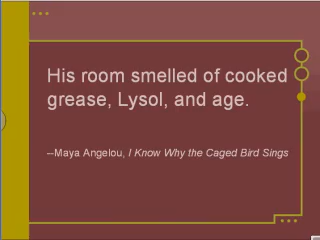 His room smelled of cooked
grease, Lysol, and age.
--Maya Angelou, I Know Why the Caged Bird Sings